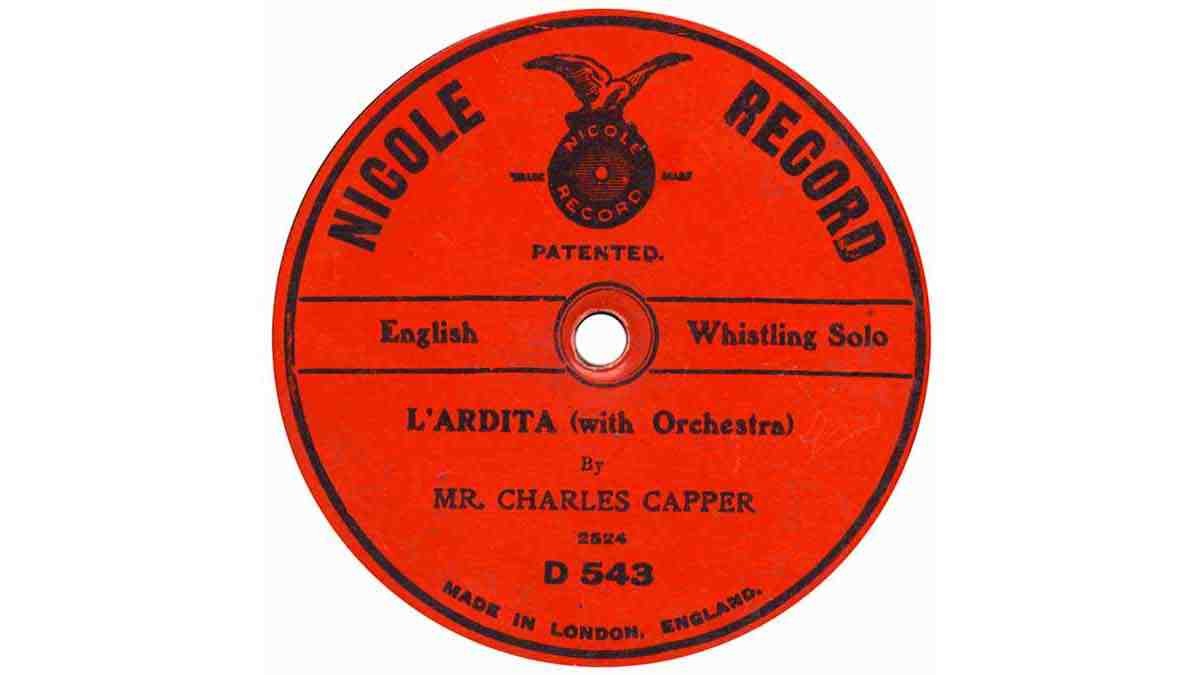 NICOLE RECORD
NICOLE
RECORD
TRADE MARK
PATENTED.
English Whistling Solo
L'ARDITA (with Orchestra)
By
MR. CHARLES CAPPER
2524
D 543
MADE IN LONDON, ENGLAND.